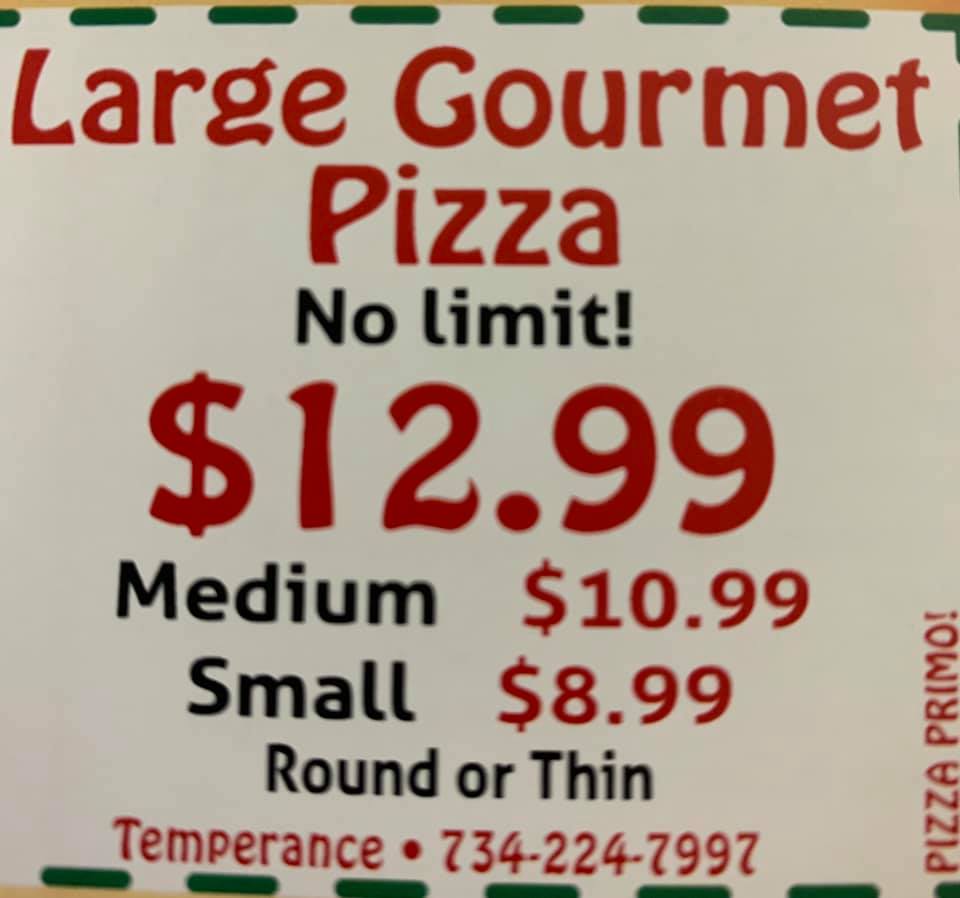 Large Gourmet
Pizza
No limit!
$12.99
Medium $10.99
Small $8.99
Round or Thin
Temperance • 734-224-7997
PIZZA PRIMO!